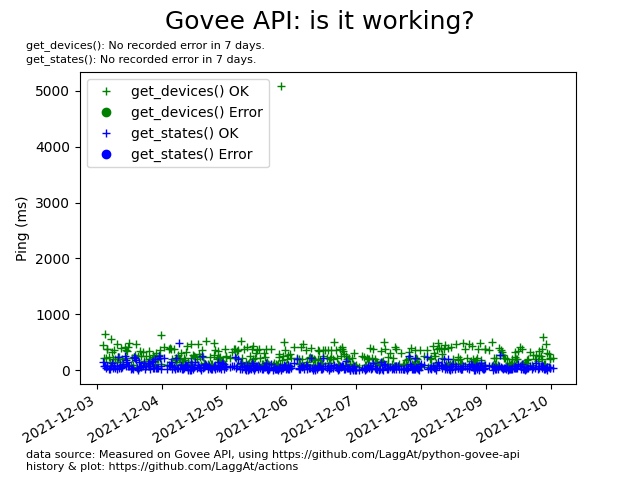 Govee API: is it working?
get_devices(): No recorded error in 7 days.
get_states(): No recorded error in 7 days.
get_devices() OK
get_devices() Error
get_states() OK
get_states() Error
5000
4000
3000
2000
1000
0
Ping (ms)
2021-12-03
2021-12-04
2021-12-05
2021-12-06
2021-12-07
2021-12-08
2021-12-09
2021-12-10
data source: Measured on Govee API, using https://github.com/LaggAt/python-govee-api
history & plot: https://github.com/LaggAt/actions